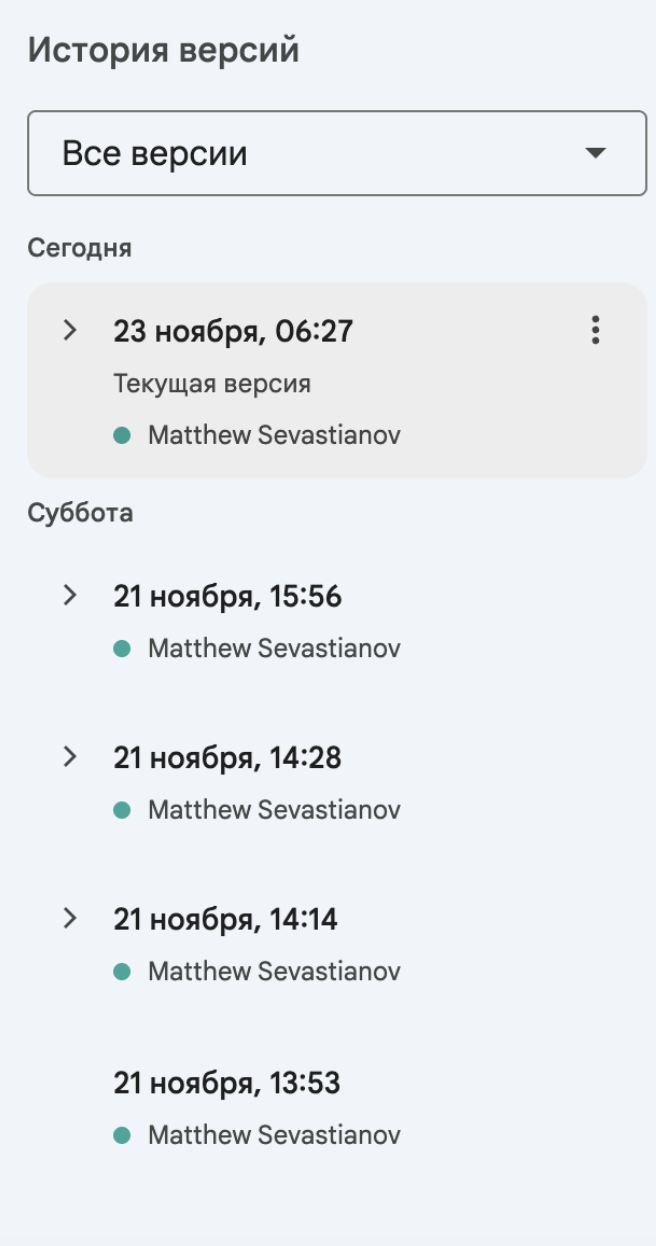 История версий
Все версии
Сегодня
23 ноября, 06:27
Текущая версия
Matthew Sevastianov
Суббота
21 ноября, 15:56
Matthew Sevastianov
21 ноября, 14:28
Matthew Sevastianov
21 ноября, 14:14
Matthew Sevastianov
21 ноября, 13:53
Matthew Sevastianov